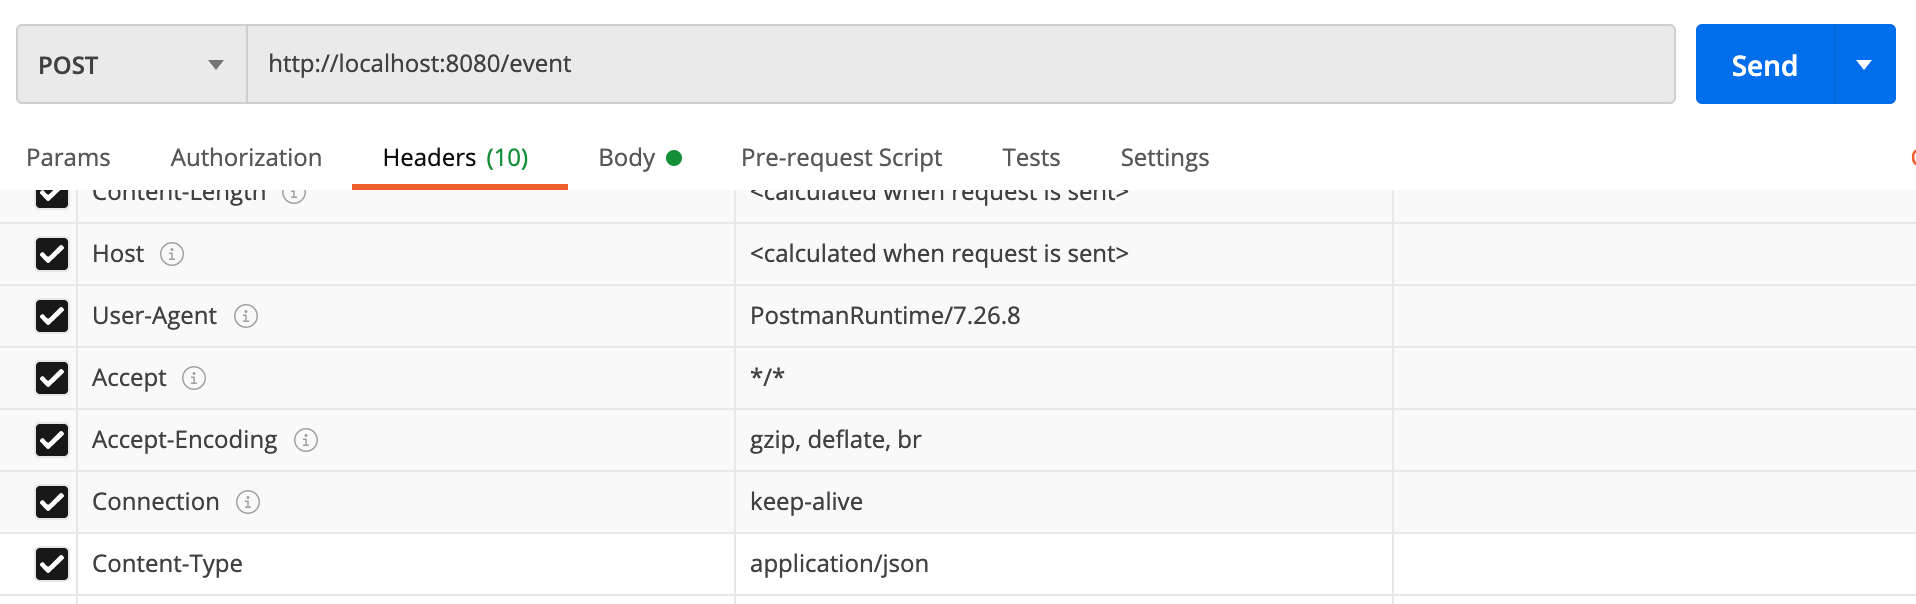 POST http://localhost:8080/event Send
Params Authorization Headers (10) Body Pre-request Script Tests Settings
Content-Length <calculated when request is sent>
Host <calculated when request is sent>
User-Agent PostmanRuntime/7.26.8
Accept */*
Accept-Encoding gzip, deflate, br
Connection keep-alive
Content-Type application/json